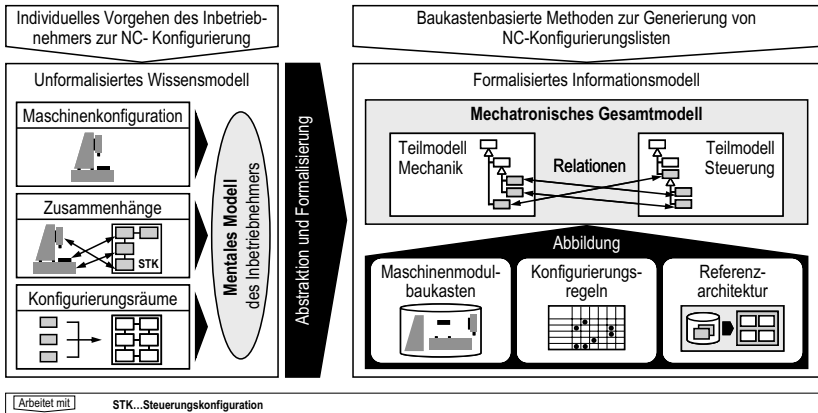 Individuelles Vorgehen des Inbetrieb-
nehmers zur NC- Konfigurierung
Baukastenbasierte Methoden zur Generierung von
NC-Konfigurierungslisten
Unformalisiertes Wissensmodell
Maschinenkonfiguration
Zusammenhänge
STK
Konfigurierungsräume
Mentales Modell
des Inbetriebnehmers
Abstraktion und Formalisierung
Formalisiertes Informationsmodell
Mechatronisches Gesamtmodell
Teilmodell
Mechanik
Relationen
Teilmodell
Steuerung
Abbildung
Maschinenmodul-
baukasten
Konfigurierungs-
regeln
Referenz-
architektur
Arbeitet mit
STK...Steuerungskonfiguration